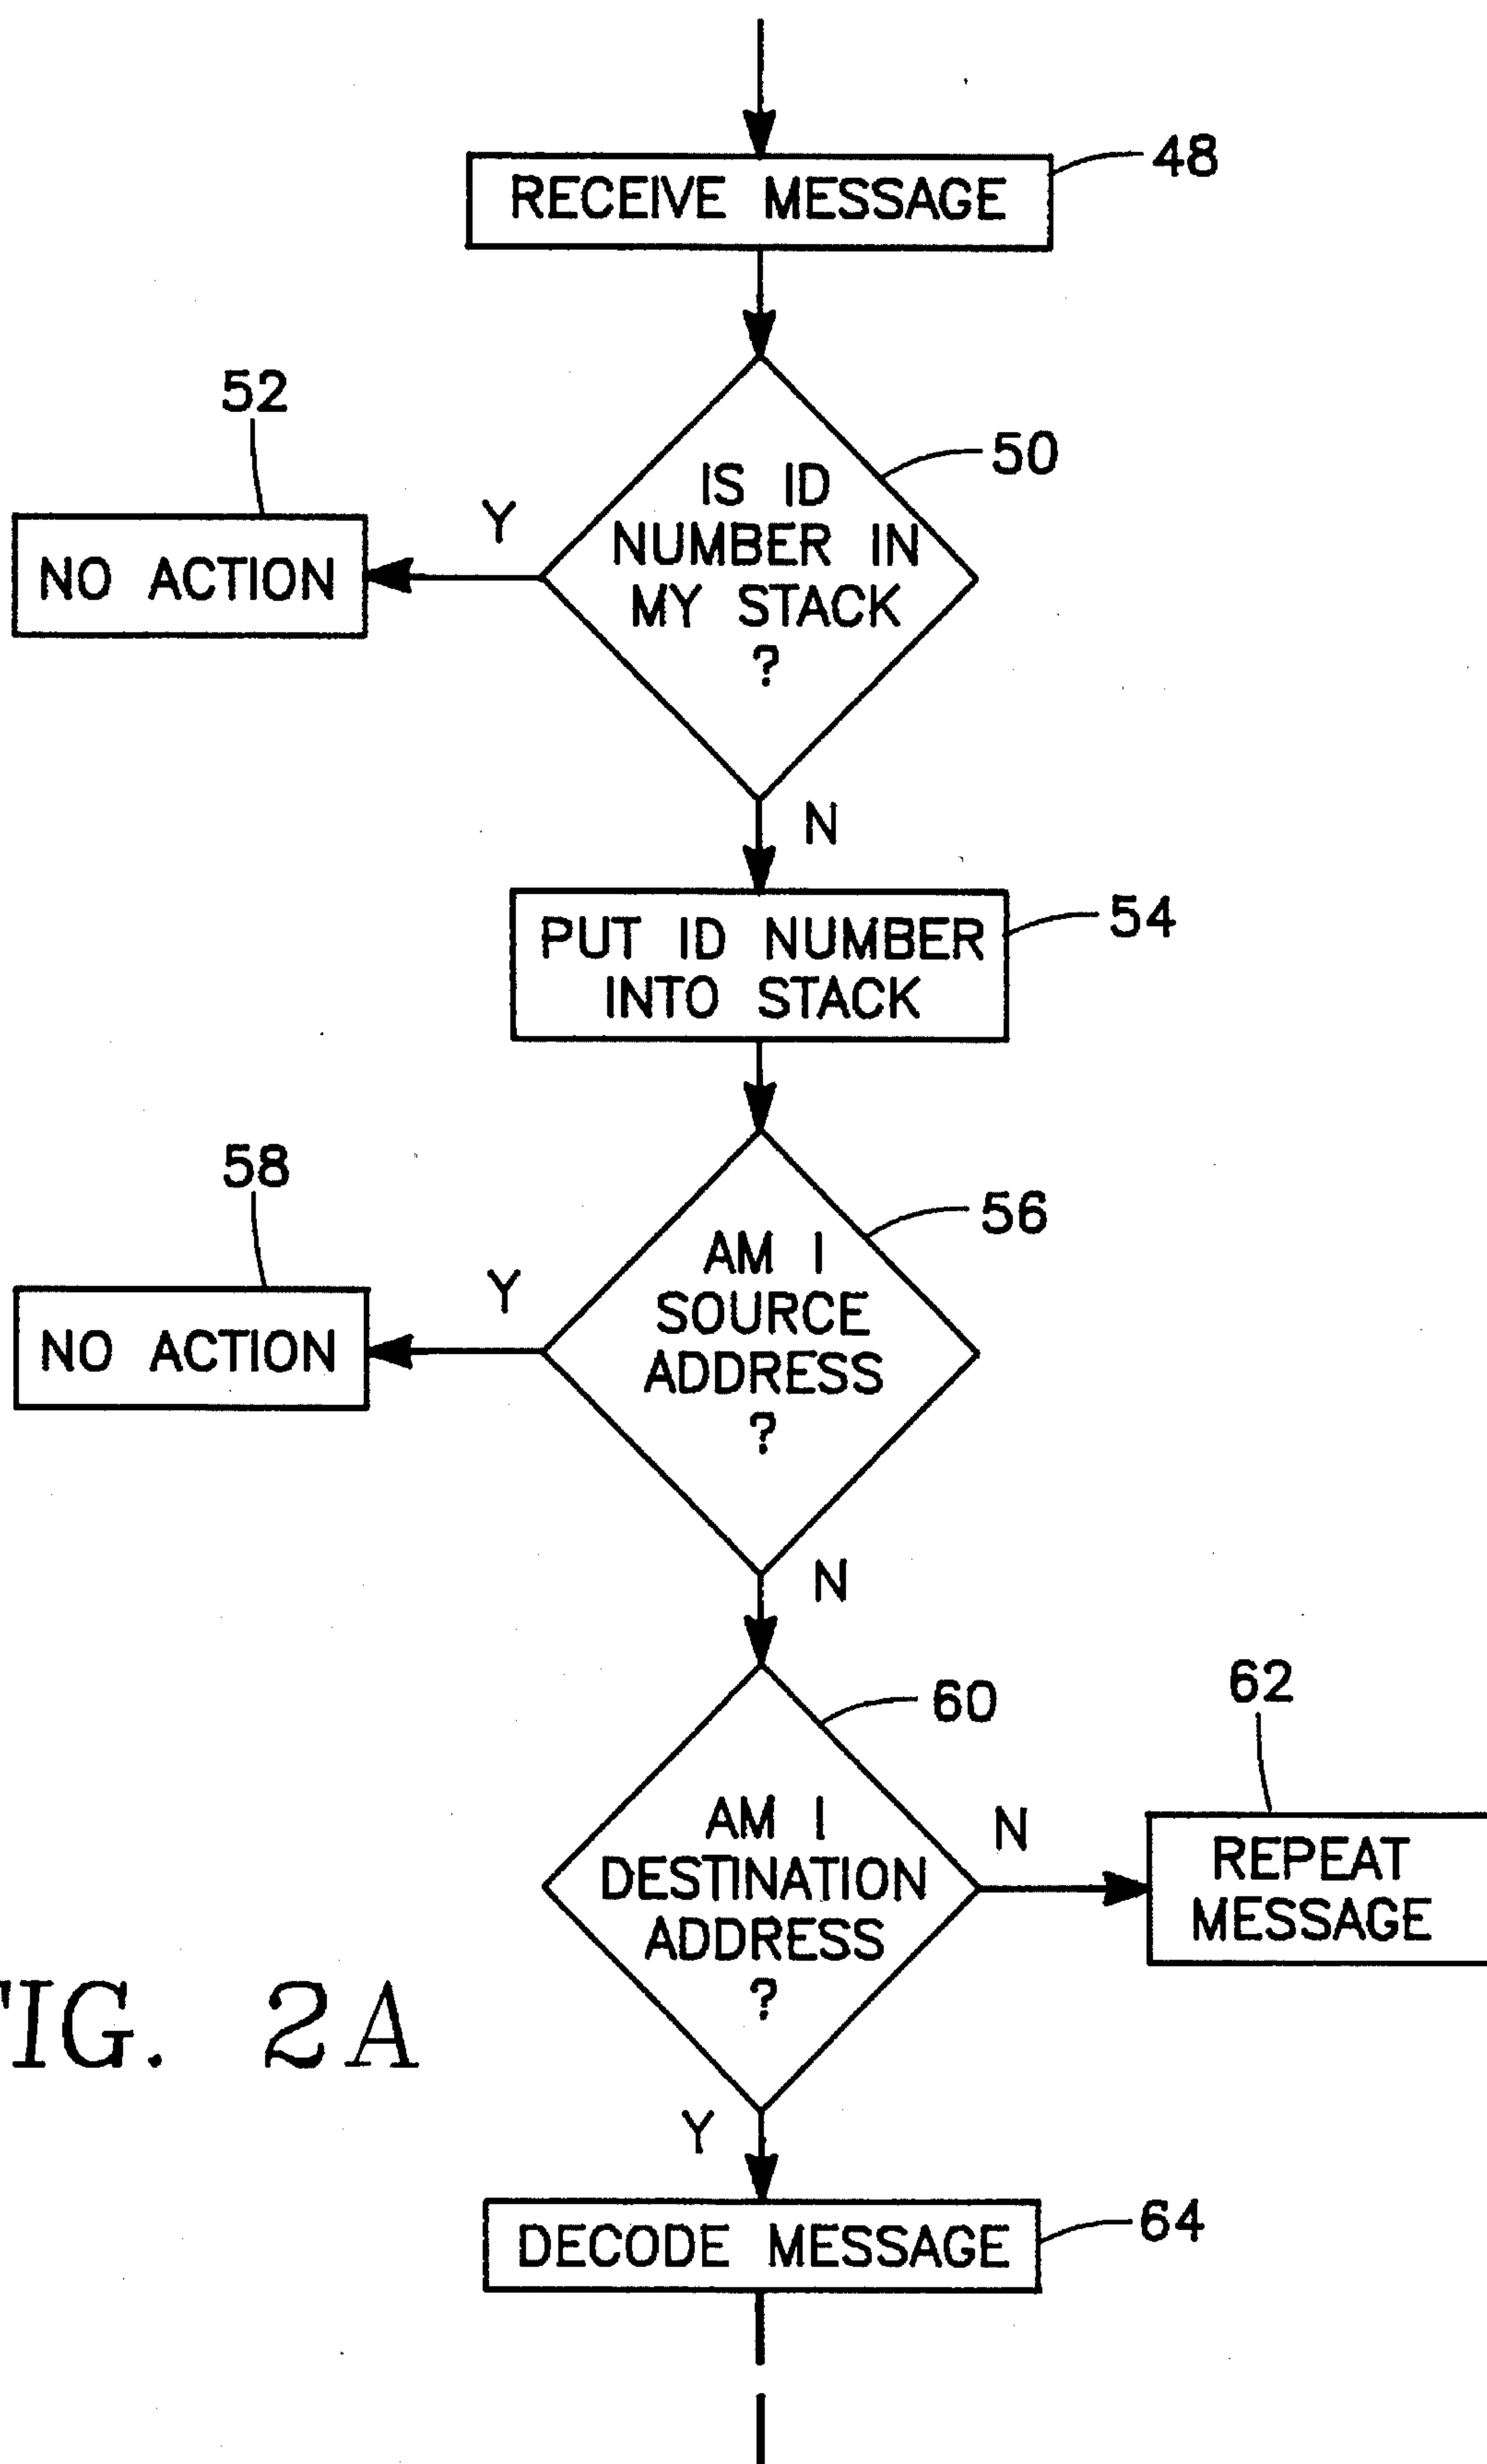 RECEIVE MESSAGE
48
52
50
IS ID
NUMBER IN
MY STACK
?
Y
NO ACTION
N
PUT ID NUMBER
INTO STACK
54
58
56
AM I
SOURCE
ADDRESS
?
Y
NO ACTION
N
60
62
AM I
DESTINATION
ADDRESS
?
N
REPEAT
MESSAGE
FIG. 2A
Y
DECODE MESSAGE
64